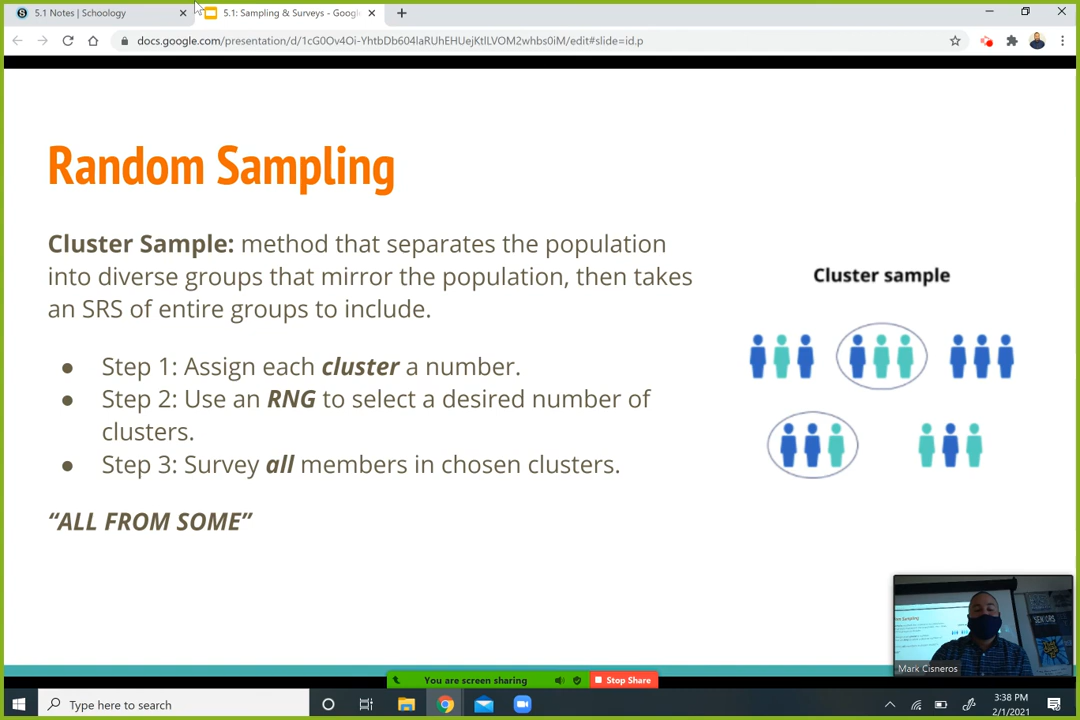 5.1 Notes | Schoology
5.1: Sampling & Surveys - Googl
docs.google.com/presentation/d/1cG0Ov4Oi-YhtbDb604laRUhEHUejKtlLVOM2whbs0iM/edit#slide=id.p
Random Sampling
Cluster Sample: method that separates the population
into diverse groups that mirror the population, then takes
an SRS of entire groups to include.
● Step 1: Assign each cluster a number.
● Step 2: Use an RNG to select a desired number of
clusters.
● Step 3: Survey all members in chosen clusters.
“ALL FROM SOME”
Cluster sample
SENIORS
Mark Cisneros
You are screen sharing
Stop Share
Type here to search
3:38 PM
2/1/2021